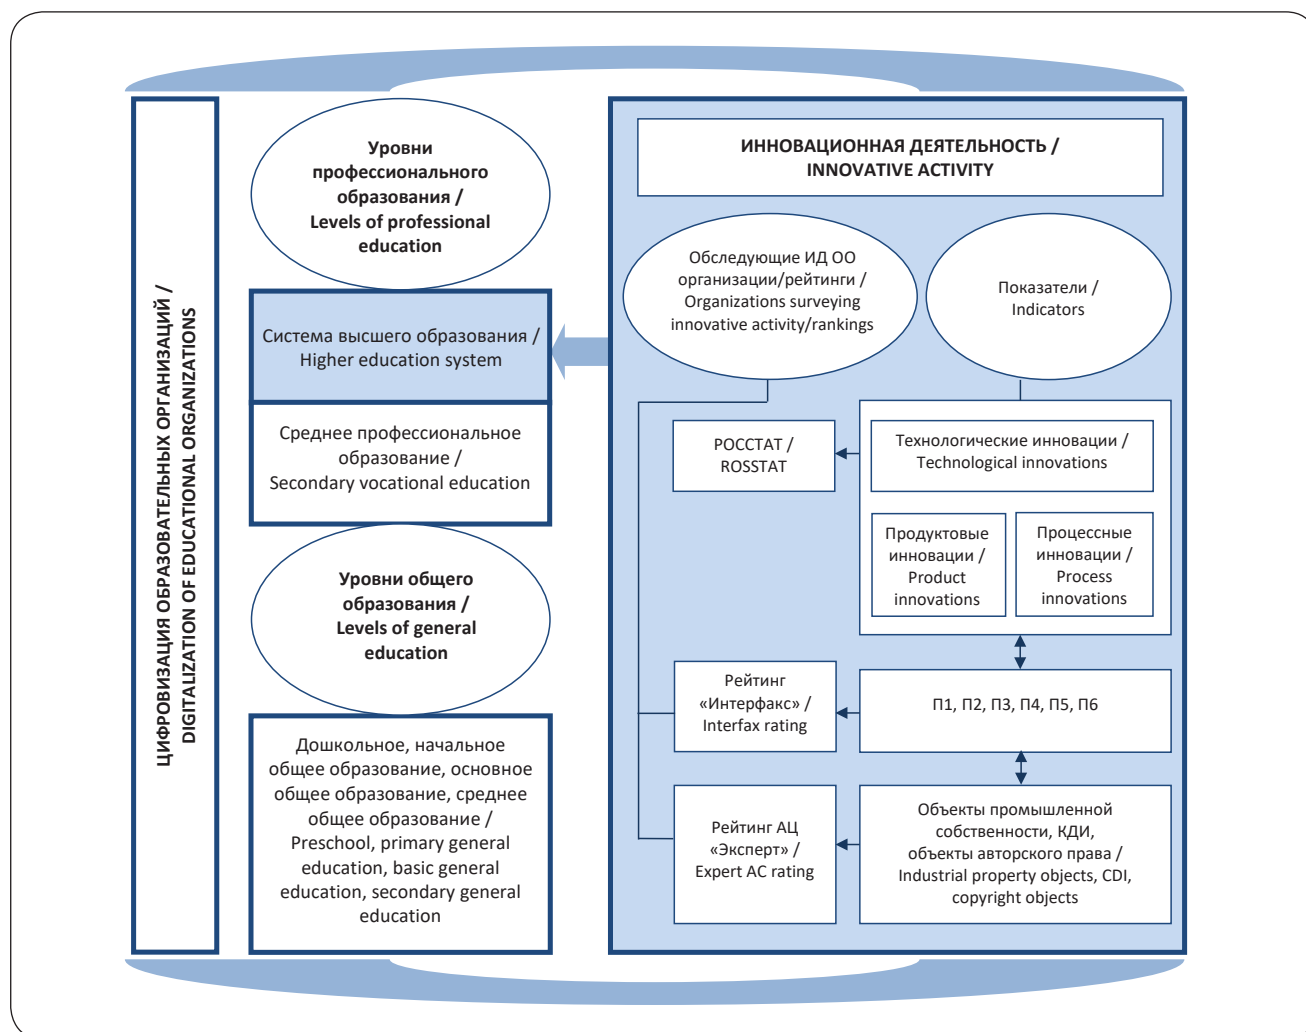 ЦИФРОВИЗАЦИЯ ОБРАЗОВАТЕЛЬНЫХ ОРГАНИЗАЦИЙ /
DIGITALIZATION OF EDUCATIONAL ORGANIZATIONS
Уровни
профессионального
образования /
Levels of professional
education
Система высшего образования /
Higher education system
Среднее профессиональное
образование /
Secondary vocational education
Уровни общего
образования /
Levels of general
education
Дошкольное, начальное
общее образование, основное
общее образование, среднее
общее образование /
Preschool, primary general
education, basic general
education, secondary general
education
ИННОВАЦИОННАЯ ДЕЯТЕЛЬНОСТЬ /
INNOVATIVE ACTIVITY
Обследующие ИД ОО
организации/рейтинги /
Organizations surveying
innovative activity/rankings
Показатели /
Indicators
РОССТАТ /
ROSSTAT
Технологические инновации /
Technological innovations
Продуктовые
инновации /
Product
innovations
Процессные
инновации /
Process
innovations
Рейтинг
«Интерфакс» /
Interfax rating
П1, П2, П3, П4, П5, П6
Рейтинг АЦ
«Эксперт» /
Expert AC rating
Объекты промышленной
собственности, КДИ,
объекты авторского права /
Industrial property objects, CDI,
copyright objects